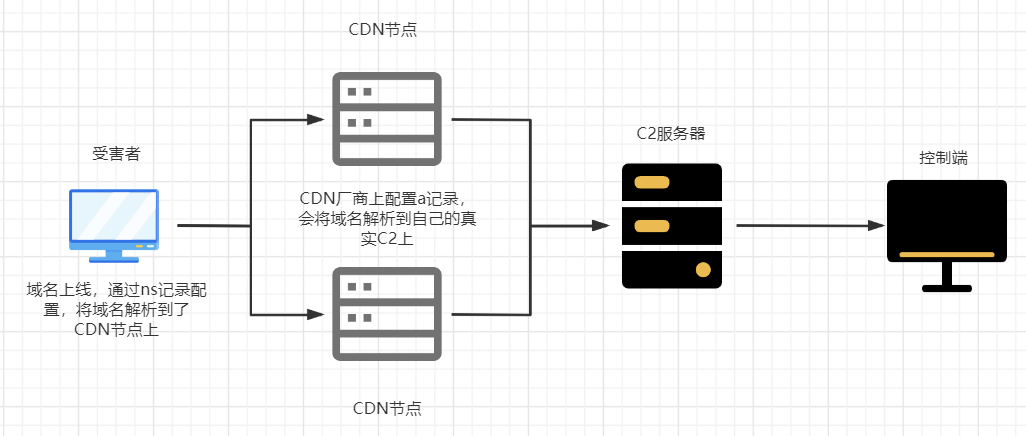 CDN节点
C2服务器
控制端
受害者
CDN厂商上配置a记录，
会将域名解析到自己的真
实C2上
域名上线，通过ns记录配
置，将域名解析到了
CDN节点上
CDN节点